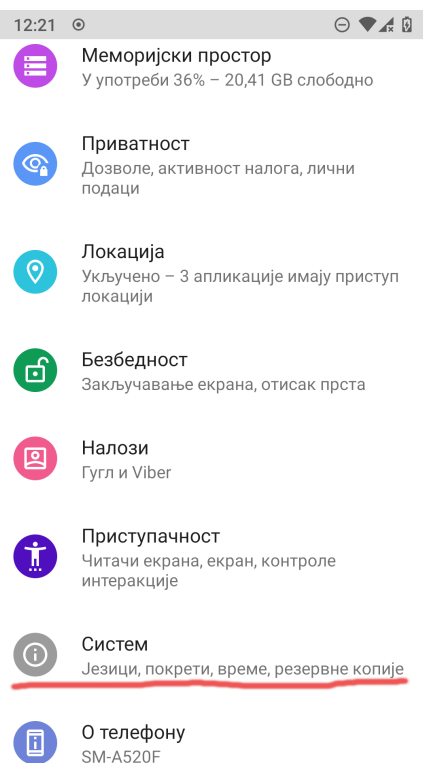 12:21
Меморијски простор
У употреби 36% – 20,41 GB слободно
Приватност
Дозволе, активност налога, лични
подаци
Локација
Укључено – 3 апликације имају приступ
локацији
Безбедност
Закључавање екрана, отисак прста
Налози
Гугл и Viber
Приступачност
Читачи екрана, екран, контроле
интеракције
Систем
Језици, покрети, време, резервне копије
О телефону
SM-A520F